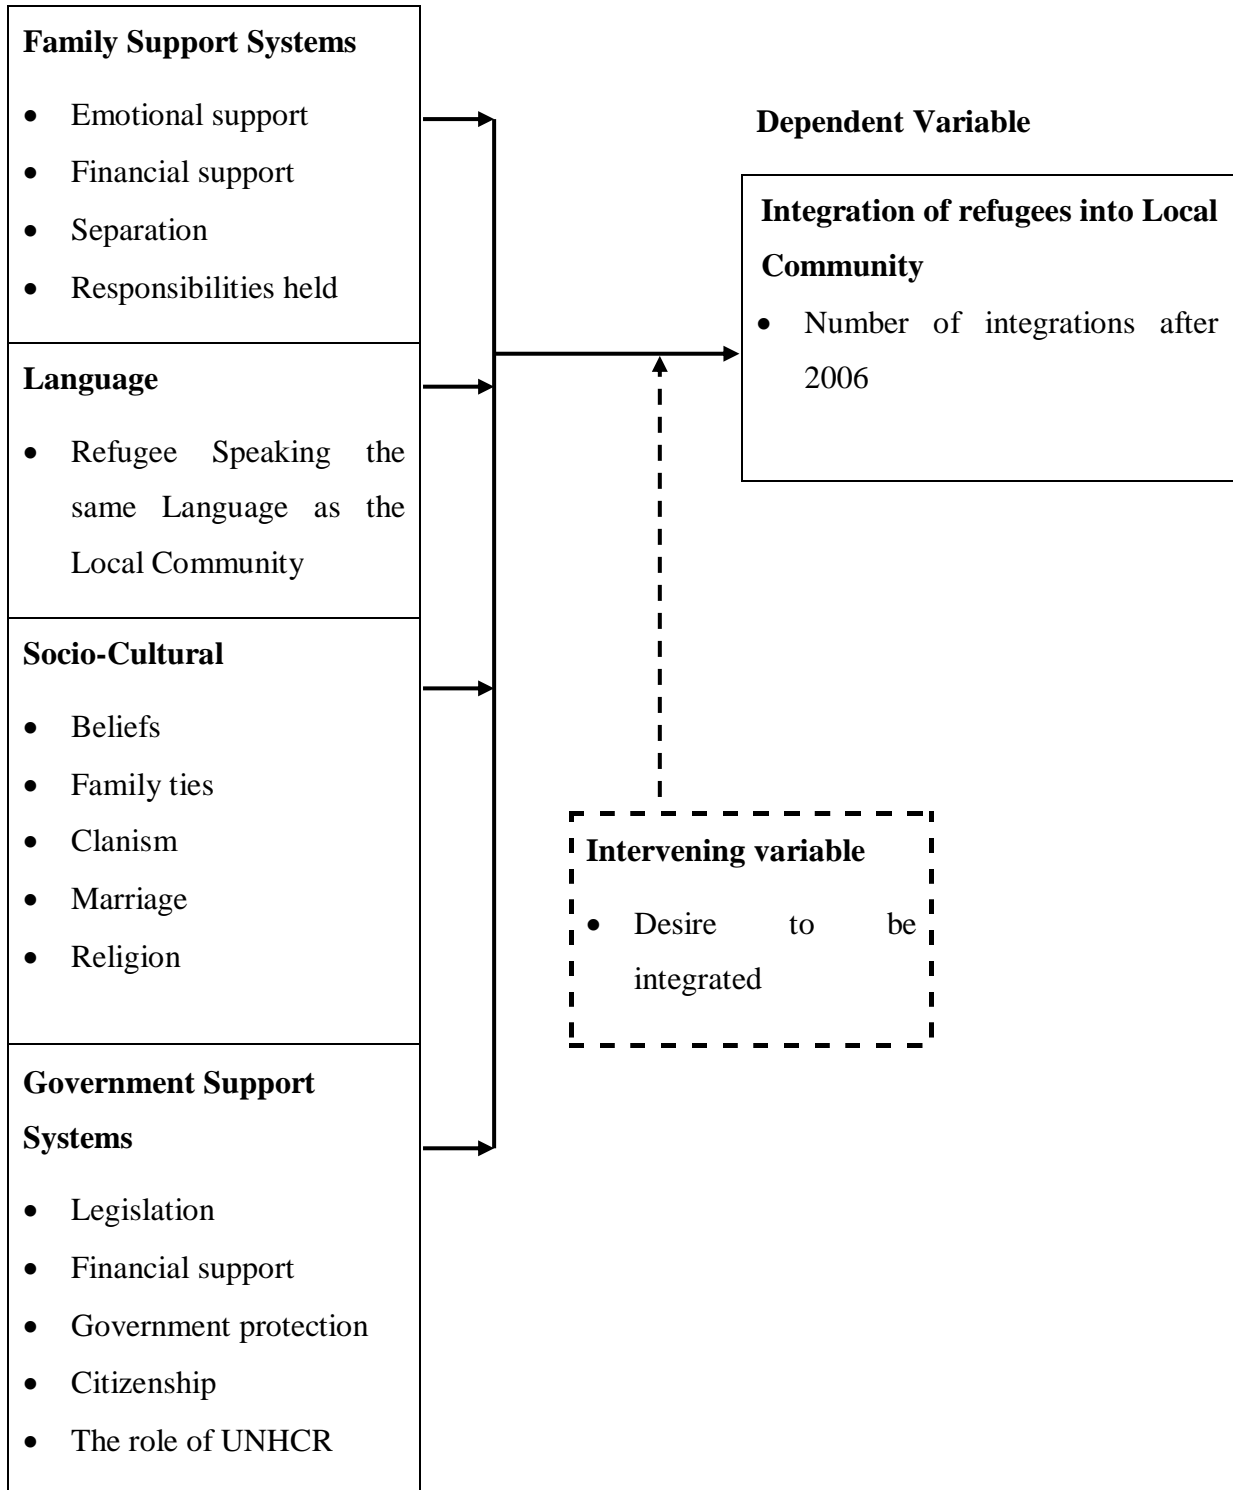 Family Support Systems
• Emotional support
• Financial support
• Separation
• Responsibilities held
Language
• Refugee Speaking the
same Language as the
Local Community
Socio-Cultural
• Beliefs
• Family ties
• Clanism
• Marriage
• Religion
Government Support
Systems
• Legislation
• Financial support
• Government protection
• Citizenship
• The role of UNHCR
Dependent Variable
Integration of refugees into Local
Community
• Number of integrations after
2006
Intervening variable
• Desire to be
integrated